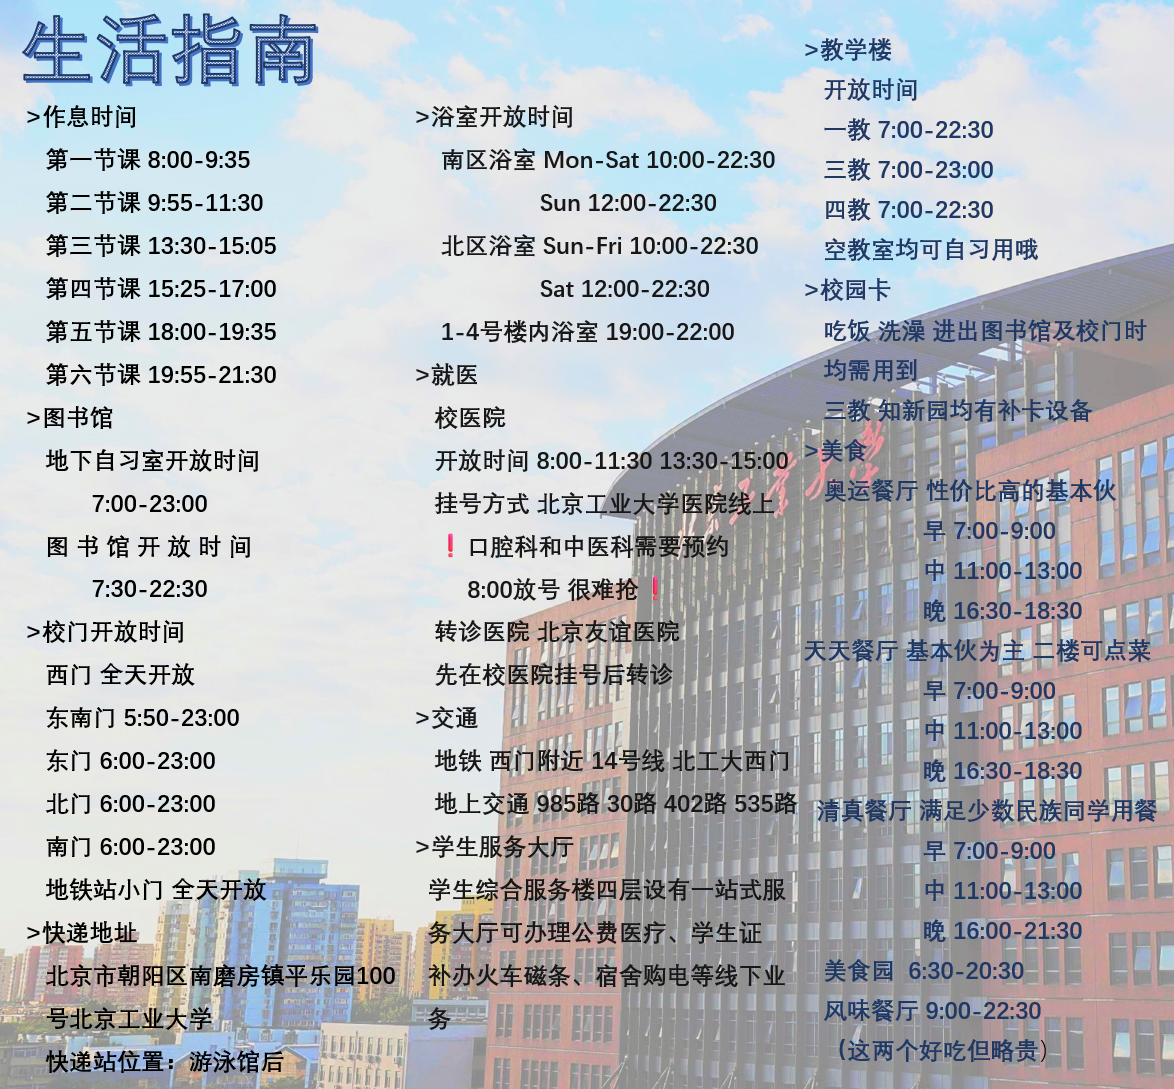 生活指南
>作息时间
第一节课 8:00-9:35
第二节课 9:55-11:30
第三节课 13:30-15:05
第四节课 15:25-17:00
第五节课 18:00-19:35
第六节课 19:55-21:30
>图书馆
地下自习室开放时间
7:00-23:00
图 书 馆 开 放 时 间
7:30-22:30
>校门开放时间
西门 全天开放
东南门 5:50-23:00
东门 6:00-23:00
北门 6:00-23:00
南门 6:00-23:00
地铁站小门 全天开放
>快递地址
北京市朝阳区南磨房镇平乐园100
号北京工业大学
快递站位置：游泳馆后
>浴室开放时间
南区浴室 Mon-Sat 10:00-22:30
Sun 12:00-22:30
北区浴室 Sun-Fri 10:00-22:30
Sat 12:00-22:30
1-4号楼内浴室 19:00-22:00
>就医
校医院
开放时间 8:00-11:30 13:30-15:00
挂号方式 北京工业大学医院线上
❗口腔科和中医科需要预约
8:00放号 很难抢❗
转诊医院 北京友谊医院
先在校医院挂号后转诊
>交通
地铁 西门附近 14号线 北工大西门
地上交通 985路 30路 402路 535路
>学生服务大厅
学生综合服务楼四层设有一站式服
务大厅可办理公费医疗、学生证
补办火车磁条、宿舍购电等线下业
务
>教学楼
开放时间
一教 7:00-22:30
三教 7:00-23:00
四教 7:00-22:30
空教室均可自习用哦
>校园卡
吃饭 洗澡 进出图书馆及校门时
均需用到
三教 知新园均有补卡设备
>美食
奥运餐厅 性价比高的基本伙
早 7:00-9:00
中 11:00-13:00
晚 16:30-18:30
天天餐厅 基本伙为主 二楼可点菜
早 7:00-9:00
中 11:00-13:00
晚 16:30-18:30
清真餐厅 满足少数民族同学用餐
早 7:00-9:00
中 11:00-13:00
晚 16:00-21:30
美食园 6:30-20:30
风味餐厅 9:00-22:30
（这两个好吃但略贵）